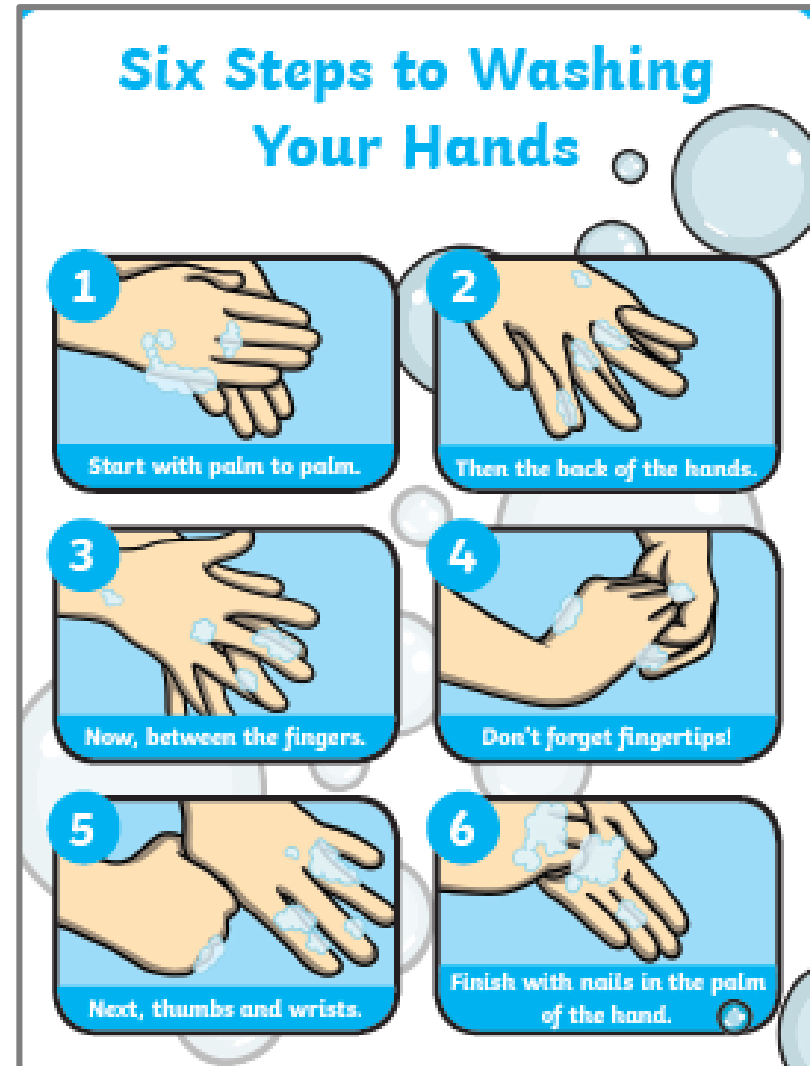 Six Steps to Washing
Your Hands
1
Start with palm to palm.
2
Then the back of the hands.
3
Now, between the fingers.
4
Don't forget fingertips!
5
Next, thumbs and wrists.
6
Finish with nails in the palm
of the hand.